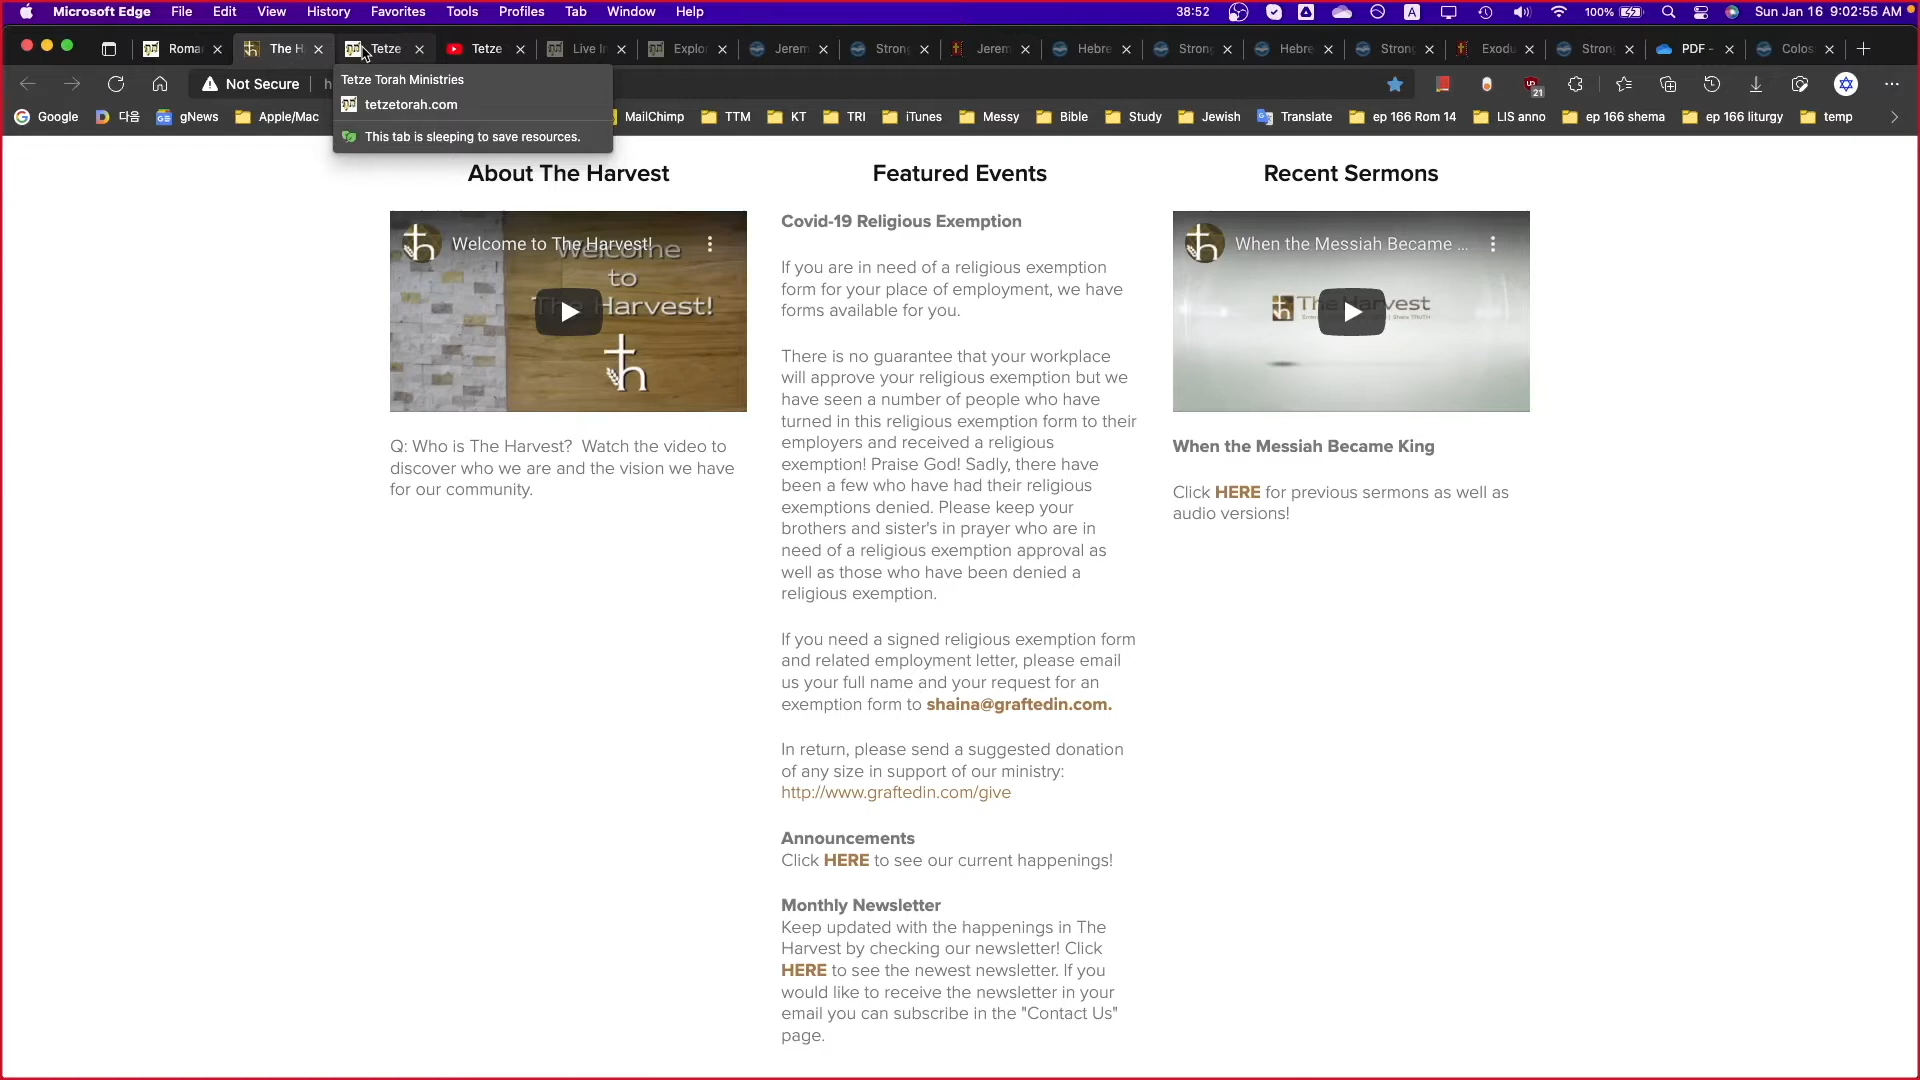 Microsoft Edge File Edit View History Favorites Tools Profiles Tab Window Help 38:52 A 100% Sun Jan 16 9:02:55 AM
Roma The H Tetze Tetze Live In Explor Jerem Strong Jerem Hebre Strong Hebre Strong Exodu Strong PDF - Colos
Not Secure
21
Tetze Torah Ministries
tetzetorah.com
This tab is sleeping to save resources.
Google 다음 gNews Apple/Mac MailChimp TTM KT TRI iTunes Messy Bible Study Jewish Translate ep 166 Rom 14 LIS anno ep 166 shema ep 166 liturgy temp
About The Harvest
Welcome to The Harvest!
Welcome
to
The Harvest!
Q: Who is The Harvest? Watch the video to
discover who we are and the vision we have
for our community.
Featured Events
Covid-19 Religious Exemption
If you are in need of a religious exemption
form for your place of employment, we have
forms available for you.
There is no guarantee that your workplace
will approve your religious exemption but we
have seen a number of people who have
turned in this religious exemption form to their
employers and received a religious
exemption! Praise God! Sadly, there have
been a few who have had their religious
exemptions denied. Please keep your
brothers and sister's in prayer who are in
need of a religious exemption approval as
well as those who have been denied a
religious exemption.
If you need a signed religious exemption form
and related employment letter, please email
us your full name and your request for an
exemption form to shaina@graftedin.com.
In return, please send a suggested donation
of any size in support of our ministry:
http://www.graftedin.com/give
Announcements
Click HERE to see our current happenings!
Monthly Newsletter
Keep updated with the happenings in The
Harvest by checking our newsletter! Click
HERE to see the newest newsletter. If you
would like to receive the newsletter in your
email you can subscribe in the "Contact Us"
page.
Recent Sermons
When the Messiah Became ...
The Harvest
When the Messiah Became King
Click HERE for previous sermons as well as
audio versions!